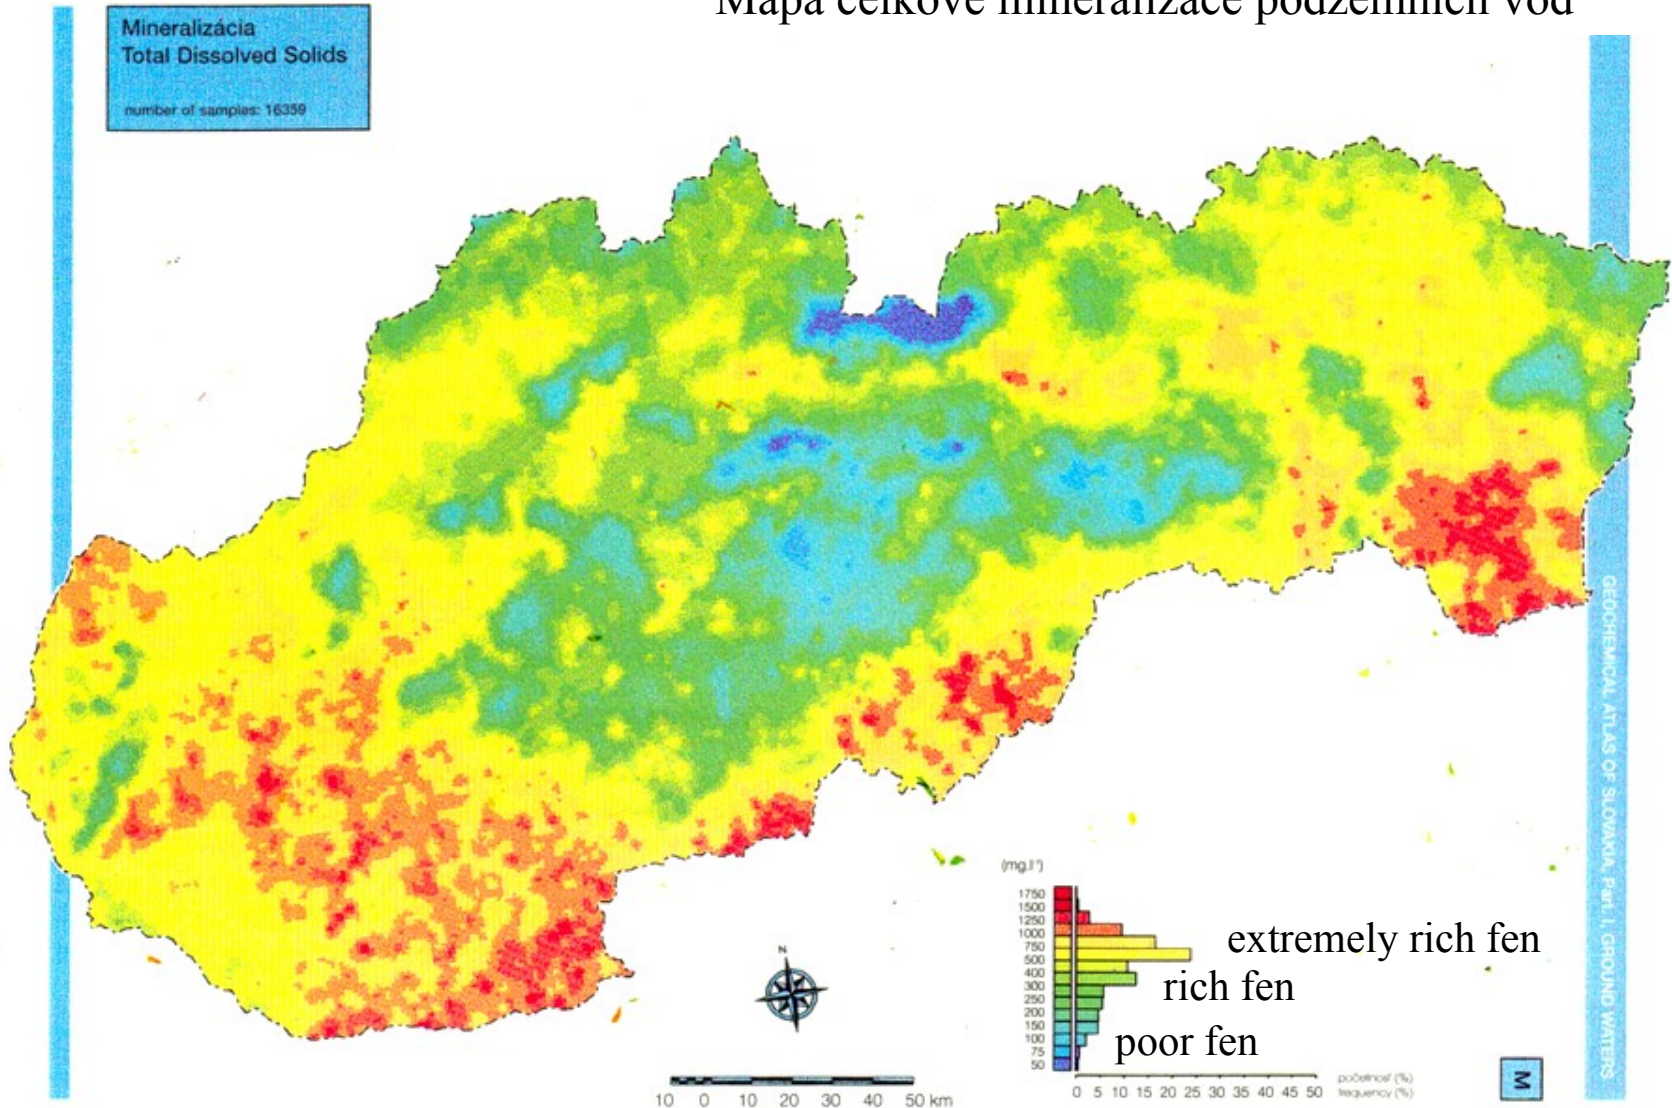 Mapa celkové mineralizace podzemních vod
Mineralizácia
Total Dissolved Solids
number of samples: 16359
GEOCHEMICAL ATLAS OF SLOVAKIA, Part. I. GROUND WATERS
(mg.l⁻¹)
1750
1500
1250
1000
750
500
400
300
250
200
150
100
75
50
extremely rich fen
rich fen
poor fen
N
10 0 10 20 30 40 50 km
0 5 10 15 20 25 30 35 40 45 50
početnosť (%)
frequency (%)
M